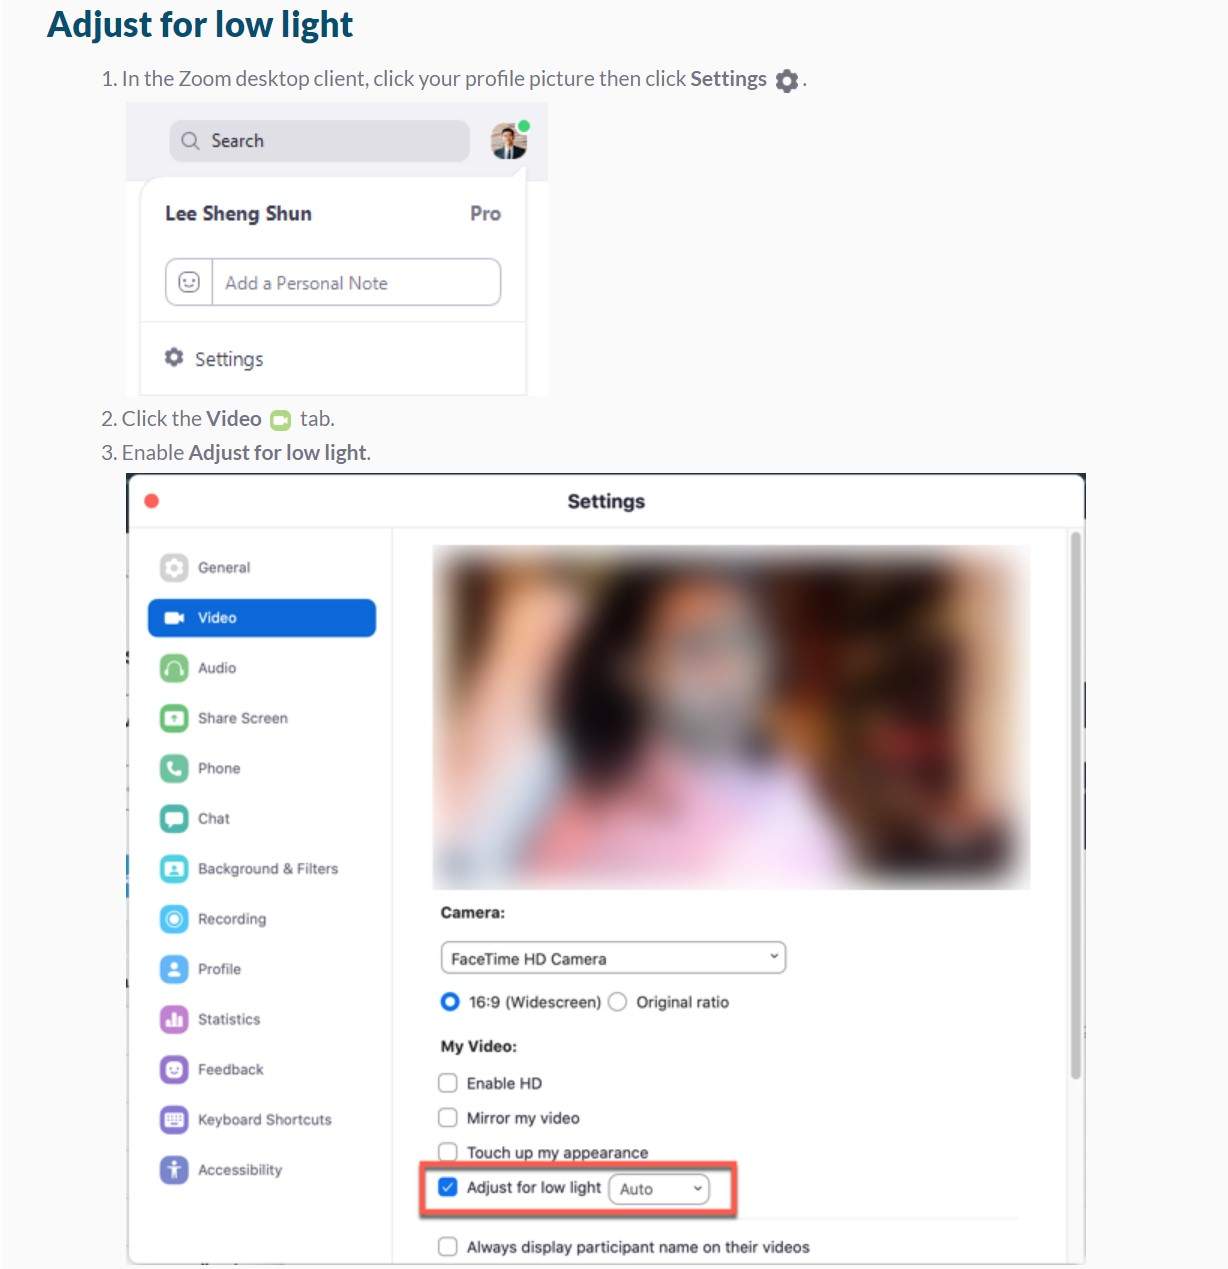 Adjust for low light
1. In the Zoom desktop client, click your profile picture then click Settings .
Search
Lee Sheng Shun Pro
Add a Personal Note
Settings
2. Click the Video tab.
3. Enable Adjust for low light.
Settings
General
Video
Audio
Share Screen
Phone
Chat
Background & Filters
Recording
Profile
Statistics
Feedback
Keyboard Shortcuts
Accessibility
Camera:
FaceTime HD Camera
16:9 (Widescreen) Original ratio
My Video:
Enable HD
Mirror my video
Touch up my appearance
Adjust for low light Auto
Always display participant name on their videos